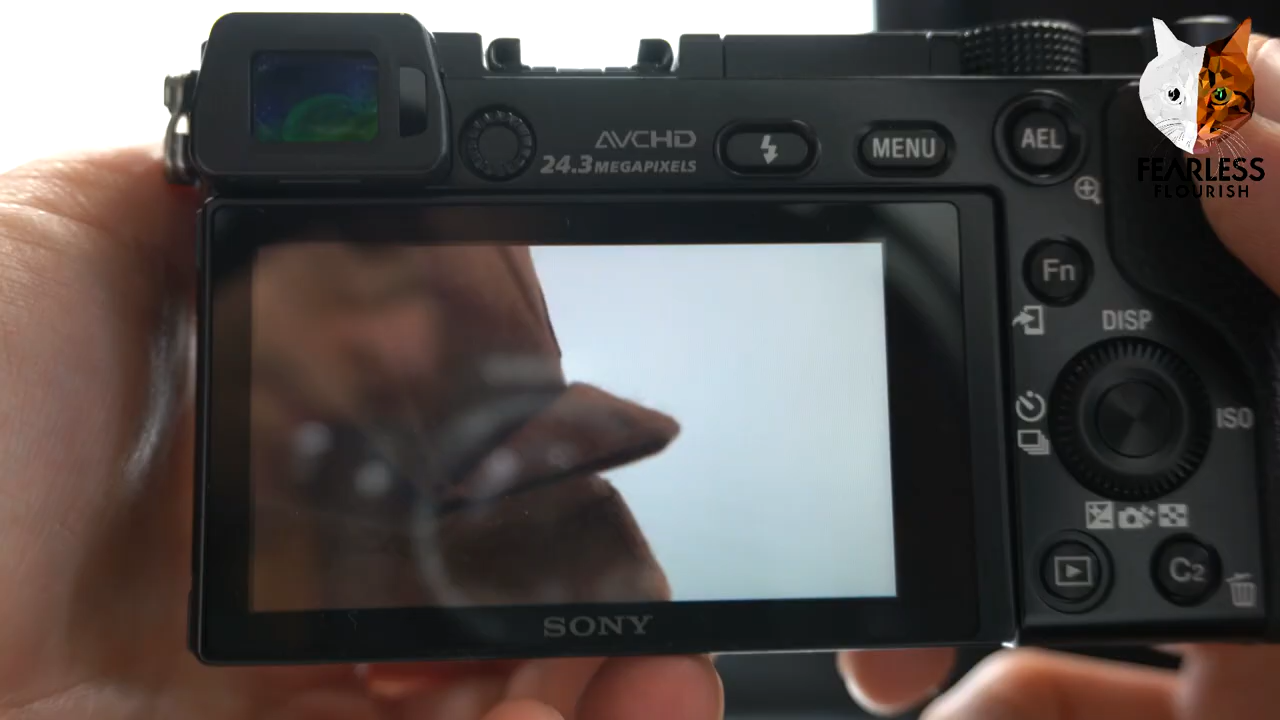 AVCHD
24.3 MEGAPIXELS
MENU
AEL
FEARLESS
FLOURISH
Fn
DISP
ISO
C2
SONY